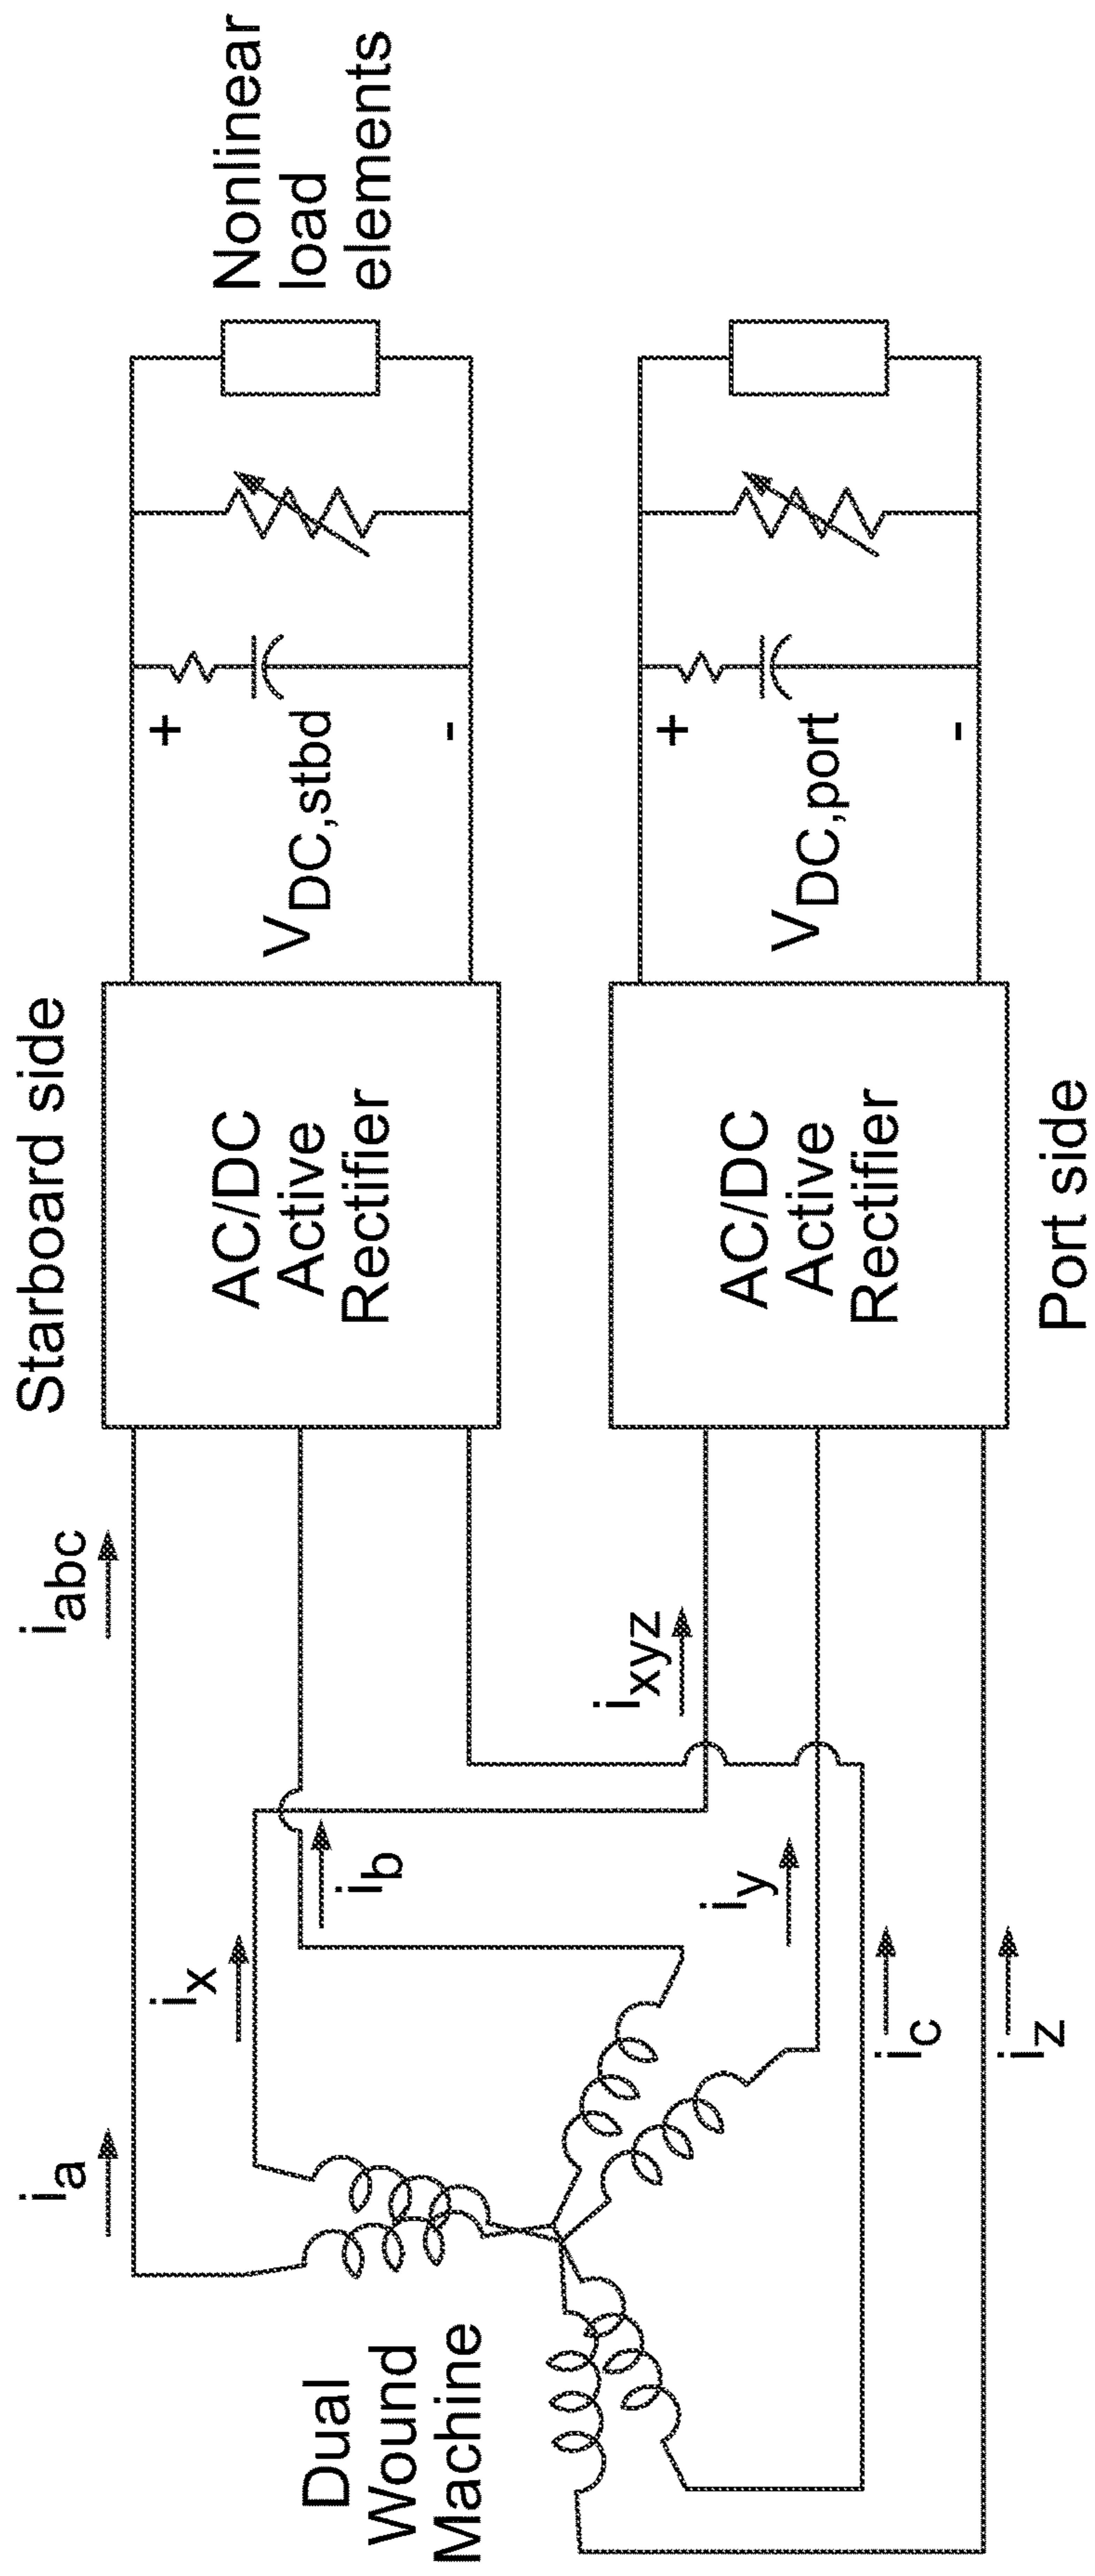 Starboard side
i_a
i_abc
i_x
i_b
Dual
Wound
Machine
AC/DC
Active
Rectifier
+
V_DC,stbd
-
Nonlinear
load
elements
i_xyz
i_y
i_c
i_z
AC/DC
Active
Rectifier
+
V_DC,port
-
Port side